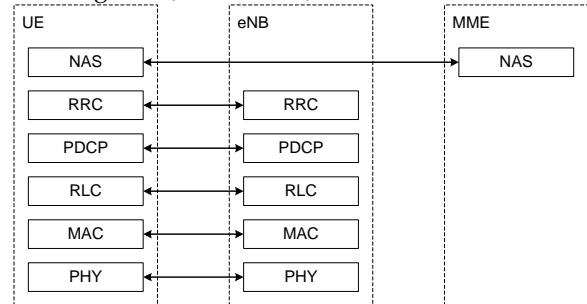 UE eNB MME
NAS NAS
RRC RRC
PDCP PDCP
RLC RLC
MAC MAC
PHY PHY